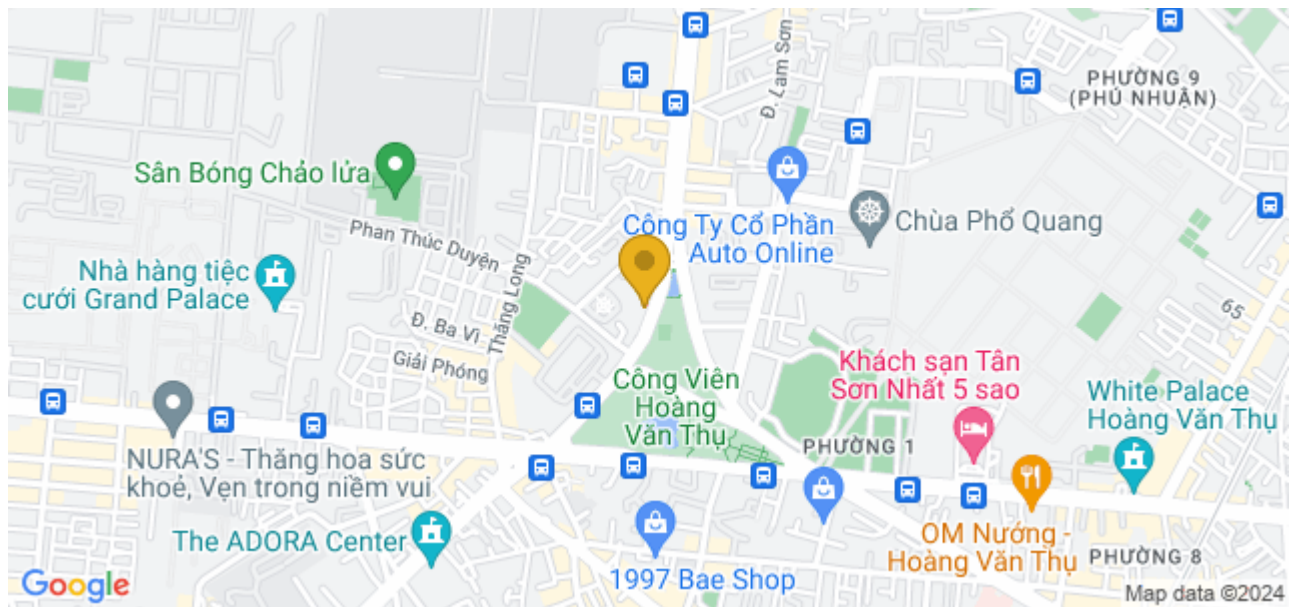 Đ. Lam Sơn
PHƯỜNG 9
(PHÚ NHUẬN)
Sân Bóng Chảo lửa
Phan Thúc Duyện
Công Ty Cổ Phần
Auto Online
Chùa Phổ Quang
Nhà hàng tiệc
cưới Grand Palace
Thăng Long
Đ. Ba Vì
Giải Phóng
65
Công Viên
Hoàng
Văn Thụ
Khách sạn Tân
Sơn Nhất 5 sao
White Palace
Hoàng Văn Thụ
PHƯỜNG 1
NURA'S - Thăng hoa sức
khoẻ, Vẹn trong niềm vui
The ADORA Center
OM Nướng -
Hoàng Văn Thụ
PHƯỜNG 8
1997 Bae Shop
Google
Map data ©2024